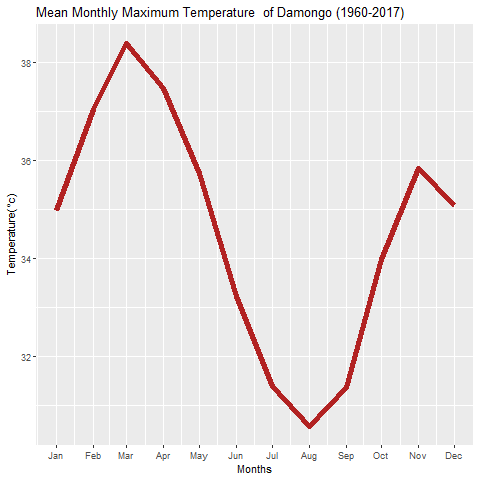 Mean Monthly Maximum Temperature  of Damongo (1960-2017)
38
36
34
32
Temperature(°c)
Jan Feb Mar Apr May Jun Jul Aug Sep Oct Nov Dec
Months